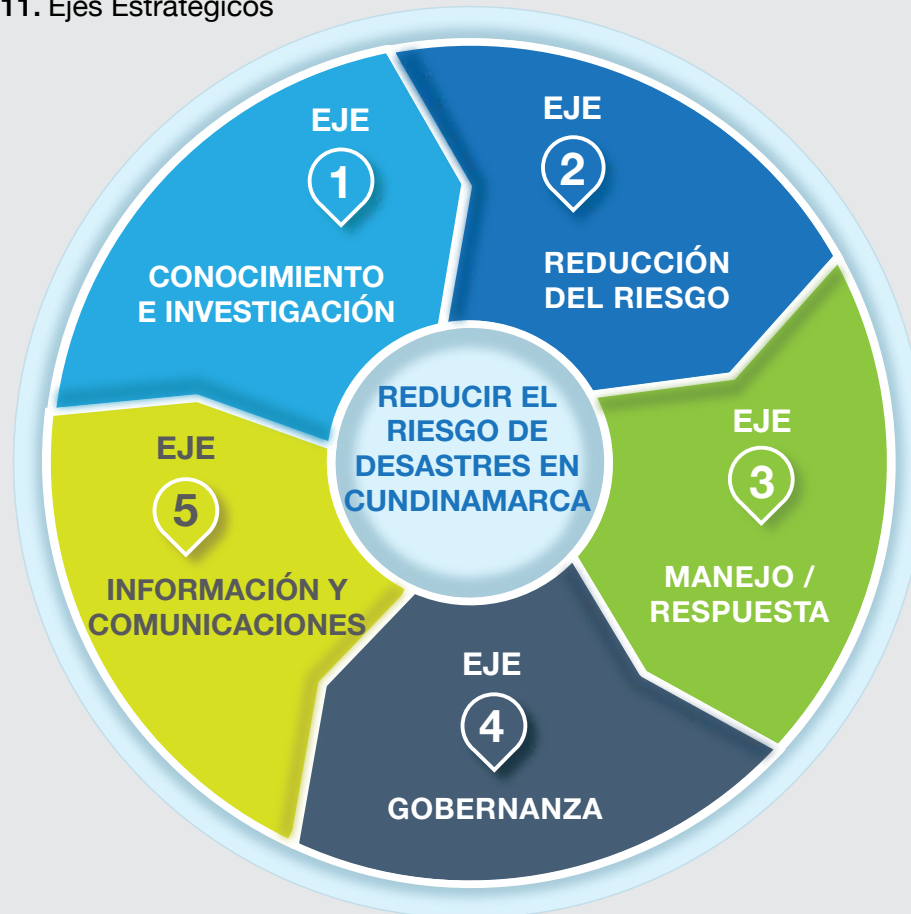 11. Ejes Estratégicos
EJE
1
CONOCIMIENTO
E INVESTIGACIÓN
EJE
2
REDUCCIÓN
DEL RIESGO
EJE
3
MANEJO /
RESPUESTA
EJE
4
GOBERNANZA
EJE
5
INFORMACIÓN Y
COMUNICACIONES
REDUCIR EL
RIESGO DE
DESASTRES EN
CUNDINAMARCA